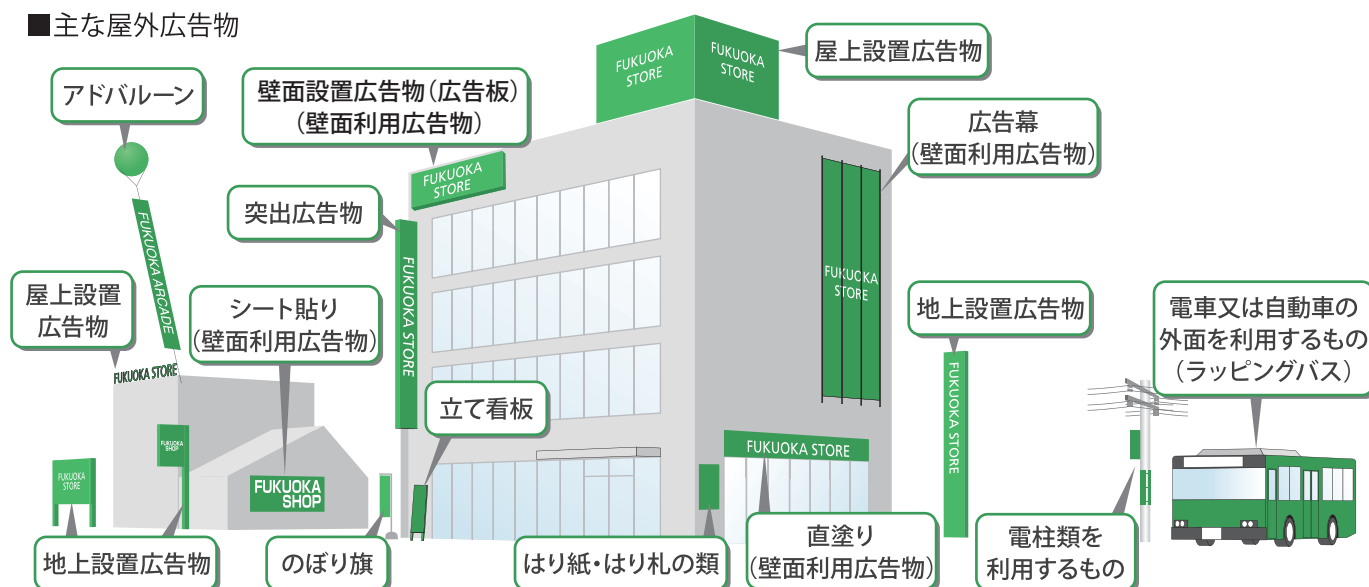 ■主な屋外広告物
アドバルーン
壁面設置広告物(広告板)
(壁面利用広告物)
FUKUOKA
STORE
FUKUOKA
STORE
屋上設置広告物
広告幕
(壁面利用広告物)
FUKUOKA
STORE
突出広告物
FUKUOKA STORE
FUKUOKA ARCADE
屋上設置
広告物
シート貼り
(壁面利用広告物)
FUKUOKA
STORE
地上設置広告物
電車又は自動車の
外面を利用するもの
(ラッピングバス)
FUKUOKA STORE
立て看板
FUKUOKA STORE
FUKUOKA STORE
FUKUOKA
SHOP
FUKUOKA
STORE
FUKUOKA
SHOP
地上設置広告物
のぼり旗
はり紙・はり札の類
直塗り
(壁面利用広告物)
電柱類を
利用するもの